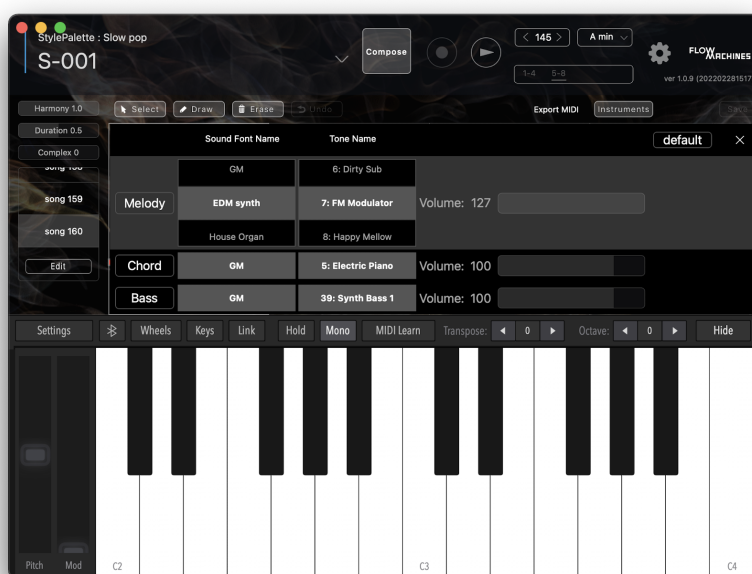 StylePalette : Slow pop
S-001
Compose
145
A min
1-4 5-8
FLOW MACHINES
ver 1.0.9 (202202281517
Harmony 1.0
Select
Draw
Erase
Undo
Export MIDI
Instruments
Duration 0.5
Complex 0
Sound Font Name
Tone Name
default
song 159
song 160
Edit
GM
6: Dirty Sub
Melody
EDM synth
7: FM Modulator
Volume: 127
House Organ
8: Happy Mellow
Chord
GM
5: Electric Piano
Volume: 100
Bass
GM
39: Synth Bass 1
Volume: 100
Settings
Wheels
Keys
Link
Hold
Mono
MIDI Learn
Transpose:
0
Octave:
0
Hide
Pitch
Mod
C2
C3
C4